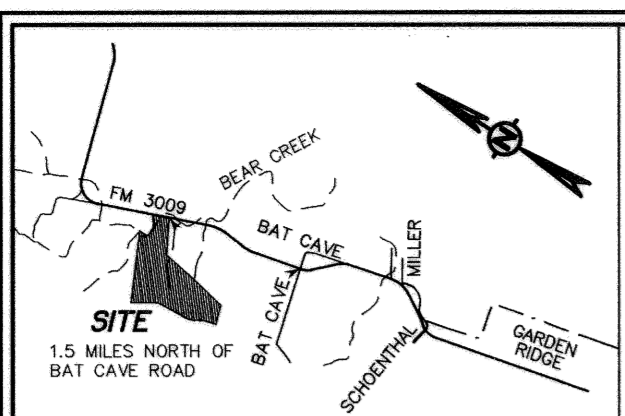 N
BEAR CREEK
FM 3009
BAT CAVE
MILLER
SITE
1.5 MILES NORTH OF
BAT CAVE ROAD
BAT CAVE
SCHOENTHAL
GARDEN
RIDGE